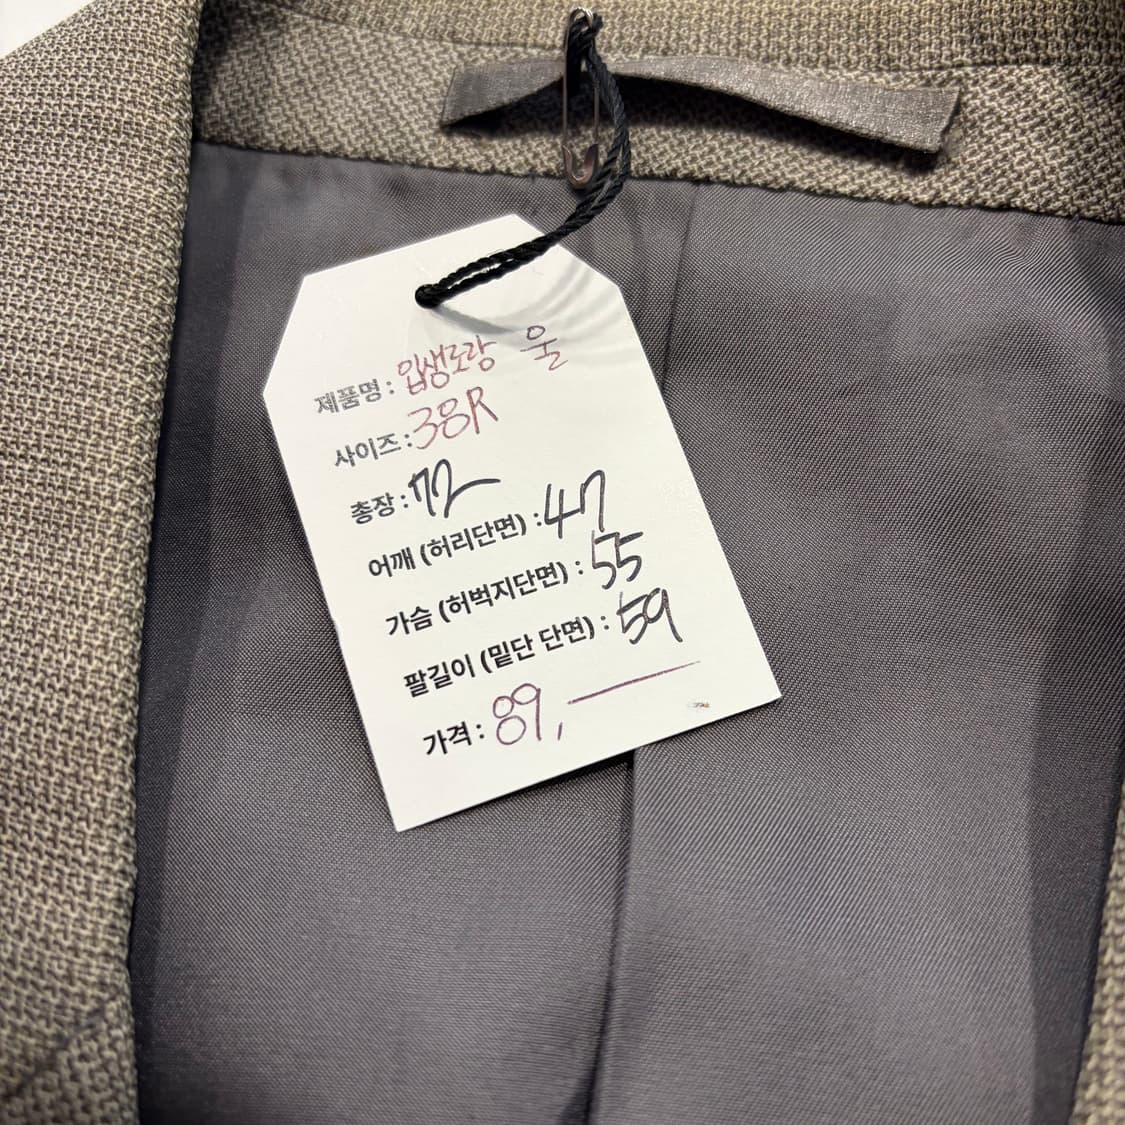 제품명 : 입생로랑 울
사이즈 : 38R
총장 : 72
어깨 (허리단면) : 47
가슴 (허벅지단면) : 55
팔길이 (밑단 단면) : 59
가격 : 89,